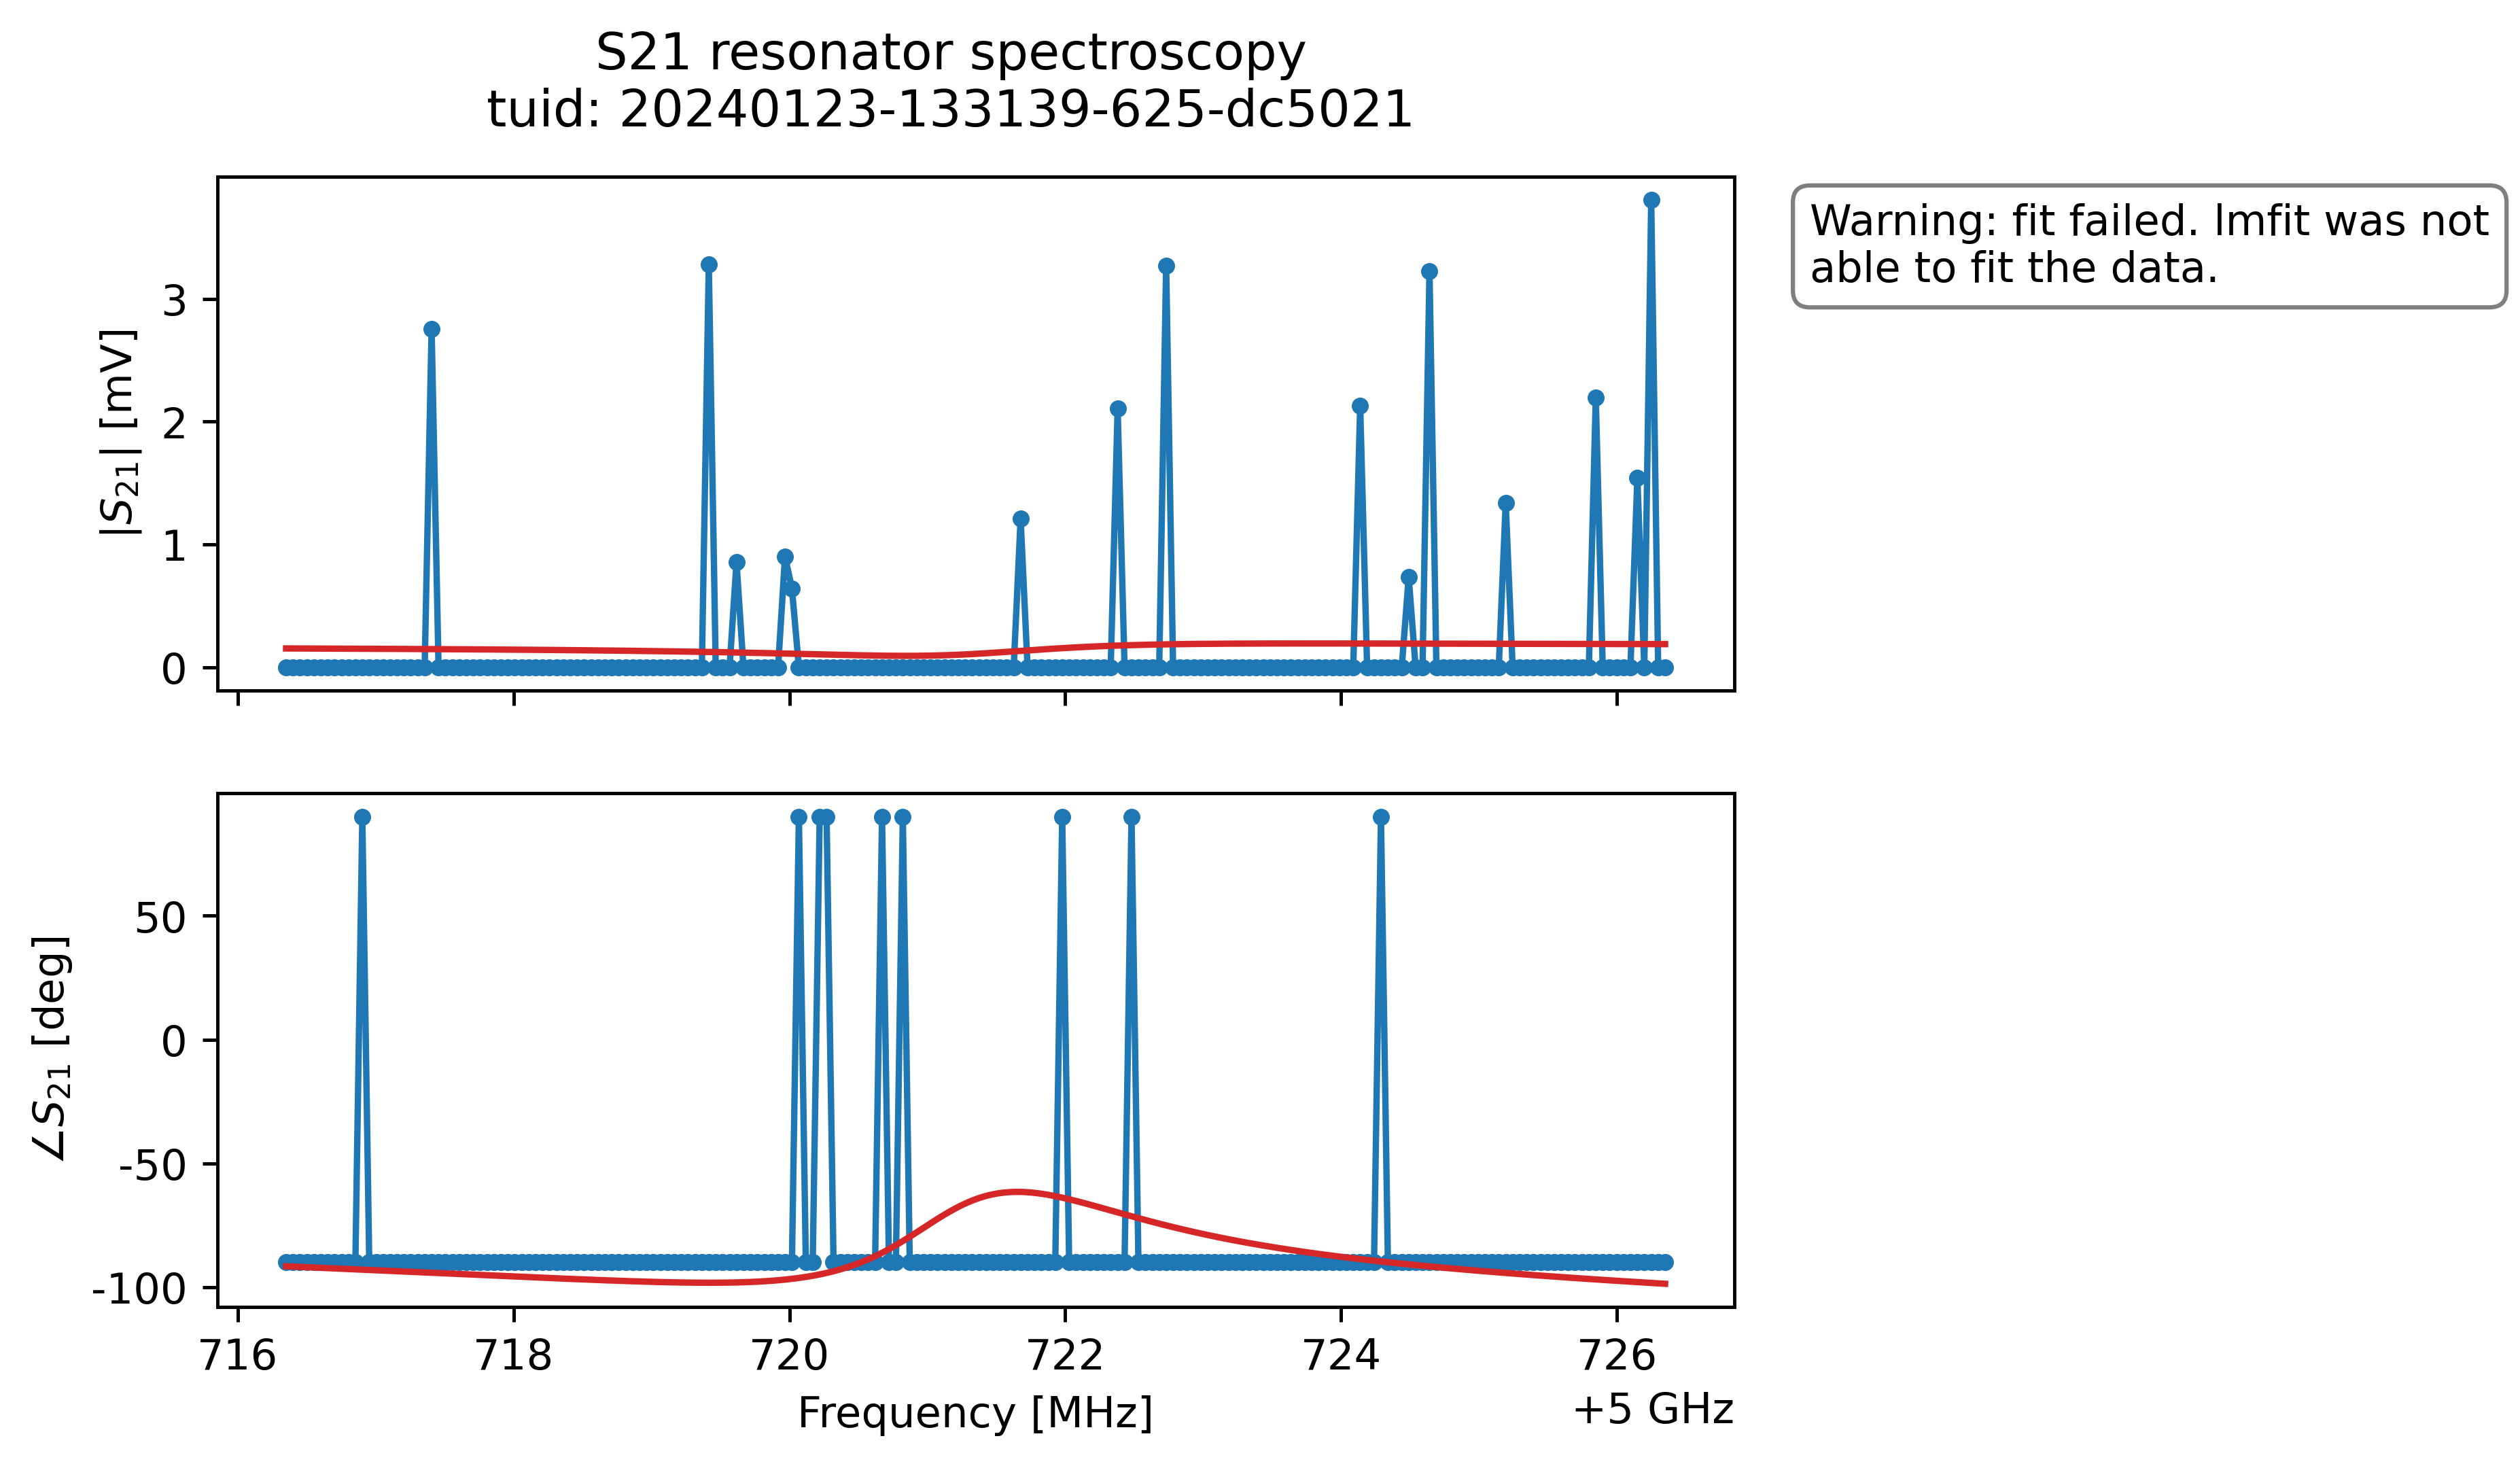 S21 resonator spectroscopy
tuid: 20240123-133139-625-dc5021
Warning: fit failed. lmfit was not
able to fit the data.
|S₂₁| [mV]
3
2
1
0
∠S₂₁ [deg]
50
0
-50
-100
716 718 720 722 724 726
Frequency [MHz]
+5 GHz